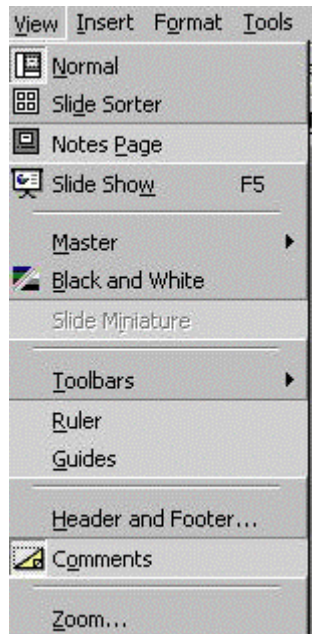 View Insert Format Tools
Normal
Slide Sorter
Notes Page
Slide Show F5
Master
Black and White
Slide Miniature
Toolbars
Ruler
Guides
Header and Footer...
Comments
Zoom...